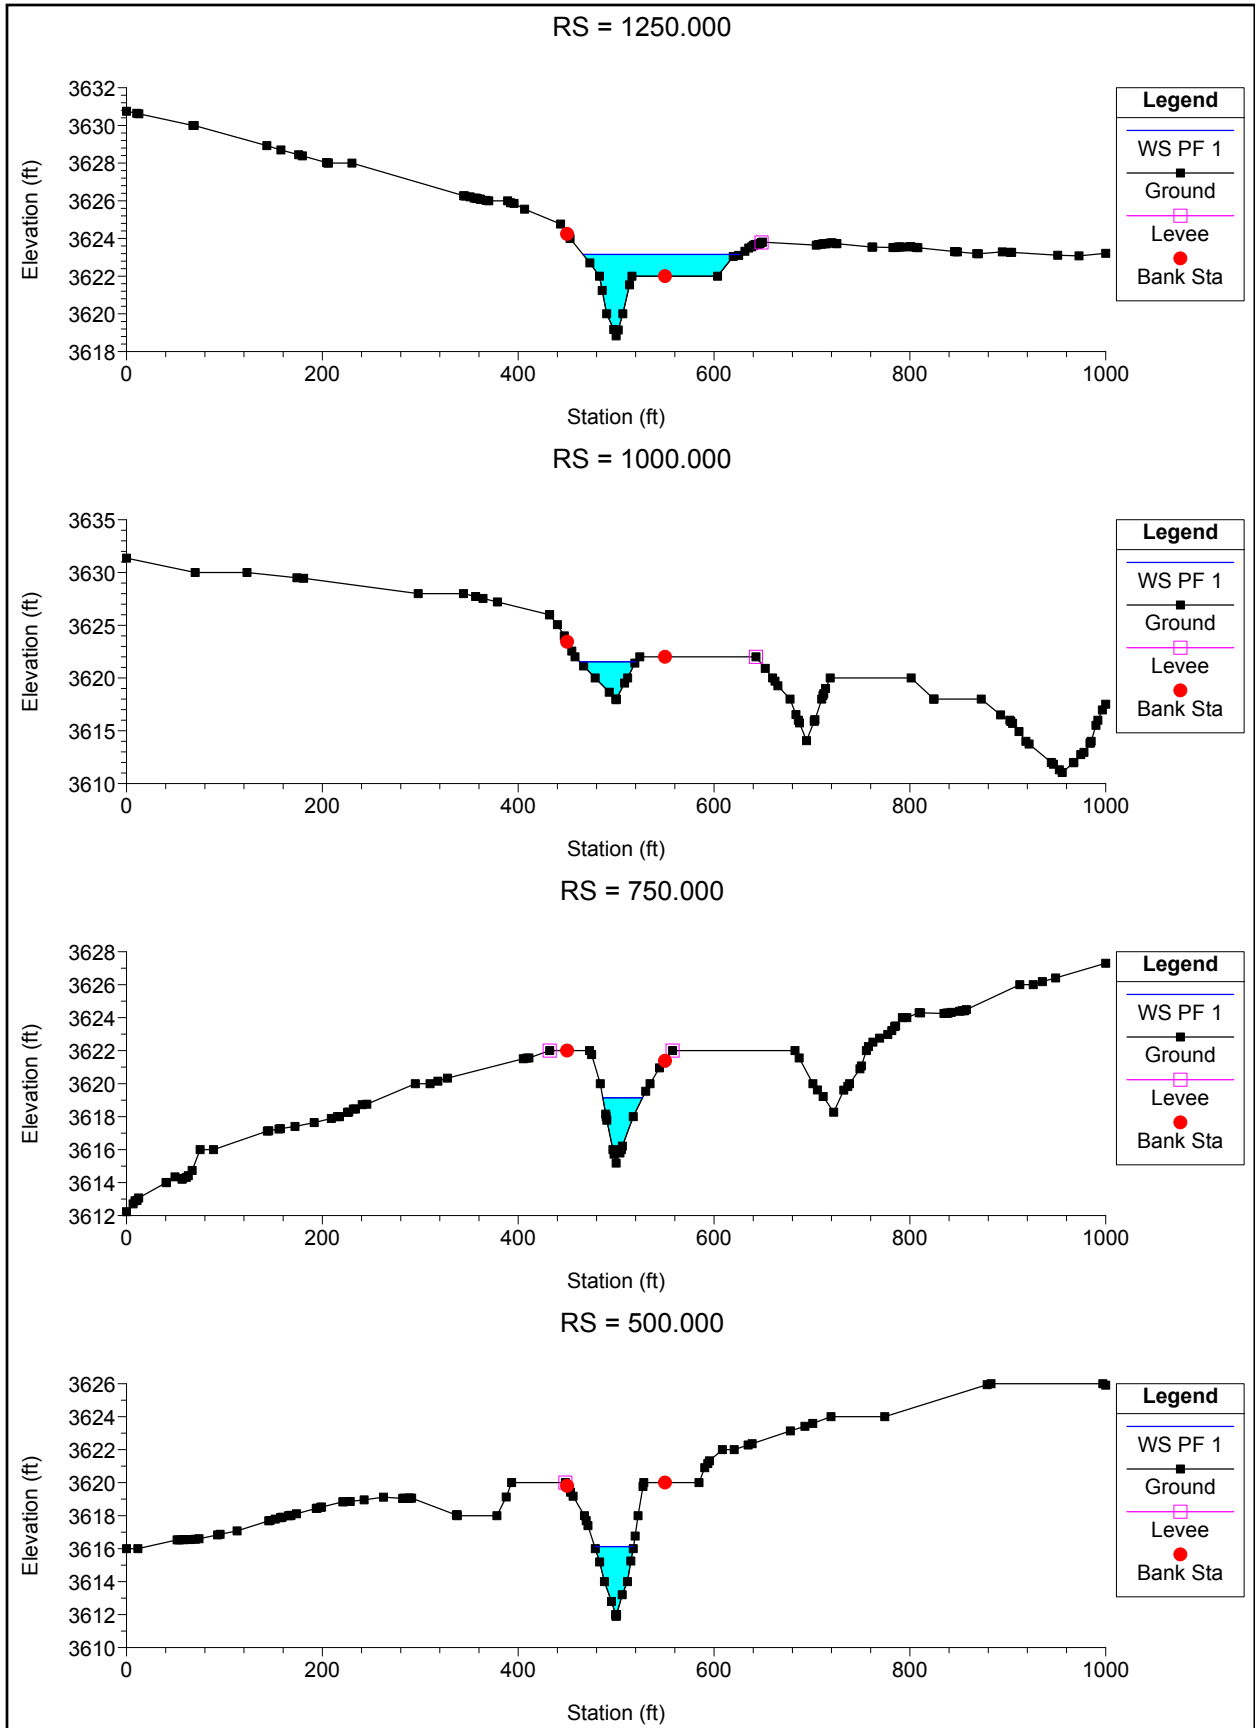 RS = 1250.000
Elevation (ft)
3632
3630
3628
3626
3624
3622
3620
3618
0 200 400 600 800 1000
Station (ft)
Legend
WS PF 1
Ground
Levee
Bank Sta
RS = 1000.000
Elevation (ft)
3635
3630
3625
3620
3615
3610
0 200 400 600 800 1000
Station (ft)
Legend
WS PF 1
Ground
Levee
Bank Sta
RS = 750.000
Elevation (ft)
3628
3626
3624
3622
3620
3618
3616
3614
3612
0 200 400 600 800 1000
Station (ft)
Legend
WS PF 1
Ground
Levee
Bank Sta
RS = 500.000
Elevation (ft)
3626
3624
3622
3620
3618
3616
3614
3612
3610
0 200 400 600 800 1000
Station (ft)
Legend
WS PF 1
Ground
Levee
Bank Sta